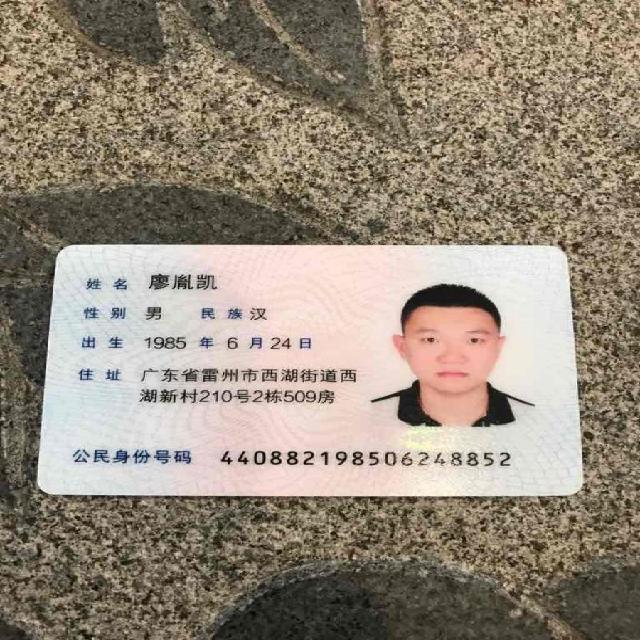 姓名 廖胤凯
性别 男 民族 汉
出生 1985 年 6 月 24 日
住址 广东省雷州市西湖街道西
湖新村210号2栋509房
公民身份号码 440882198506248852